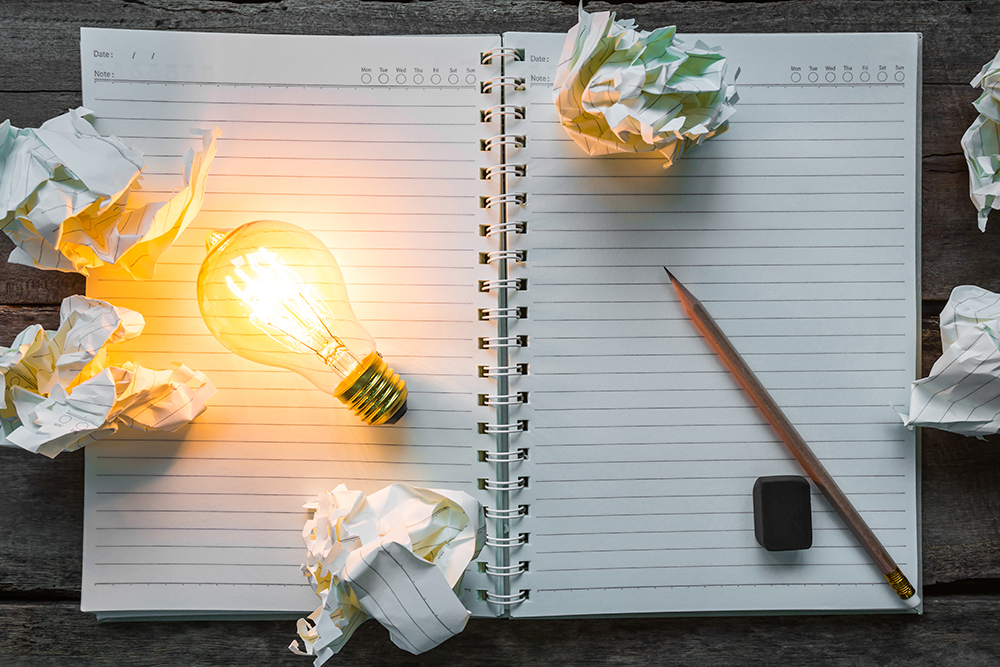 Date: / /
Mon Tue Wed Thu Fri Sat Sun
Note:
Date:
Mon Tue Wed Thu Fri Sat Sun
Note: